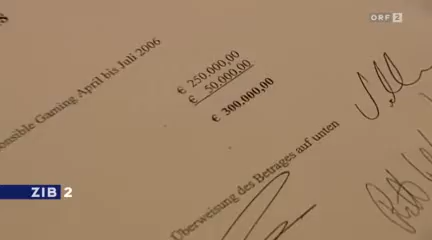 ORF 2
onsible Gaming April bis Juli 2006
€ 250.000,00
€ 50.000,00
€ 300.000,00
Überweisung des Betrages auf unten
ZIB 2